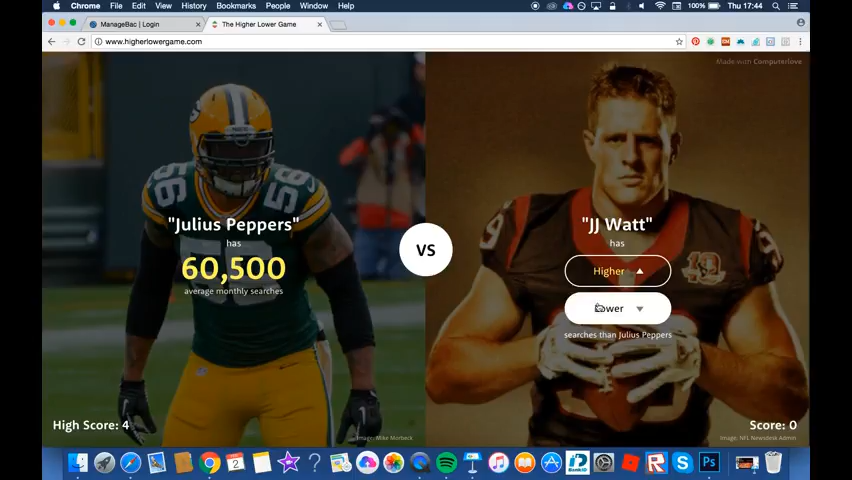 Chrome File Edit View History Bookmarks People Window Help 100% Thu 17:44
ManageBac | Login The Higher Lower Game
www.higherlowergame.com
Made with Computerlove
"Julius Peppers"
has
60,500
average monthly searches
VS
"JJ Watt"
has
Higher
Lower
searches than Julius Peppers
High Score: 4
Score: 0
Image: Mike Morbeck
Image: NFL Newsdesk Admin